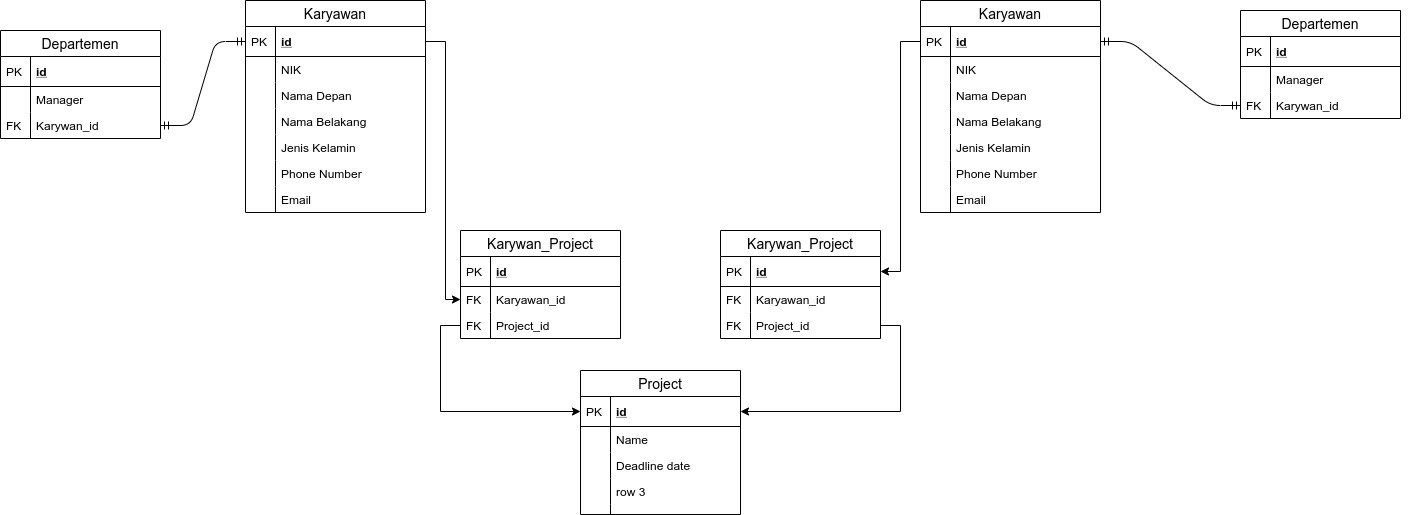 Departemen
PK id
Manager
FK Karywan_id
Karyawan
PK id
NIK
Nama Depan
Nama Belakang
Jenis Kelamin
Phone Number
Email
Karywan_Project
PK id
FK Karyawan_id
FK Project_id
Project
PK id
Name
Deadline date
row 3
Karywan_Project
PK id
FK Karyawan_id
FK Project_id
Karyawan
PK id
NIK
Nama Depan
Nama Belakang
Jenis Kelamin
Phone Number
Email
Departemen
PK id
Manager
FK Karywan_id